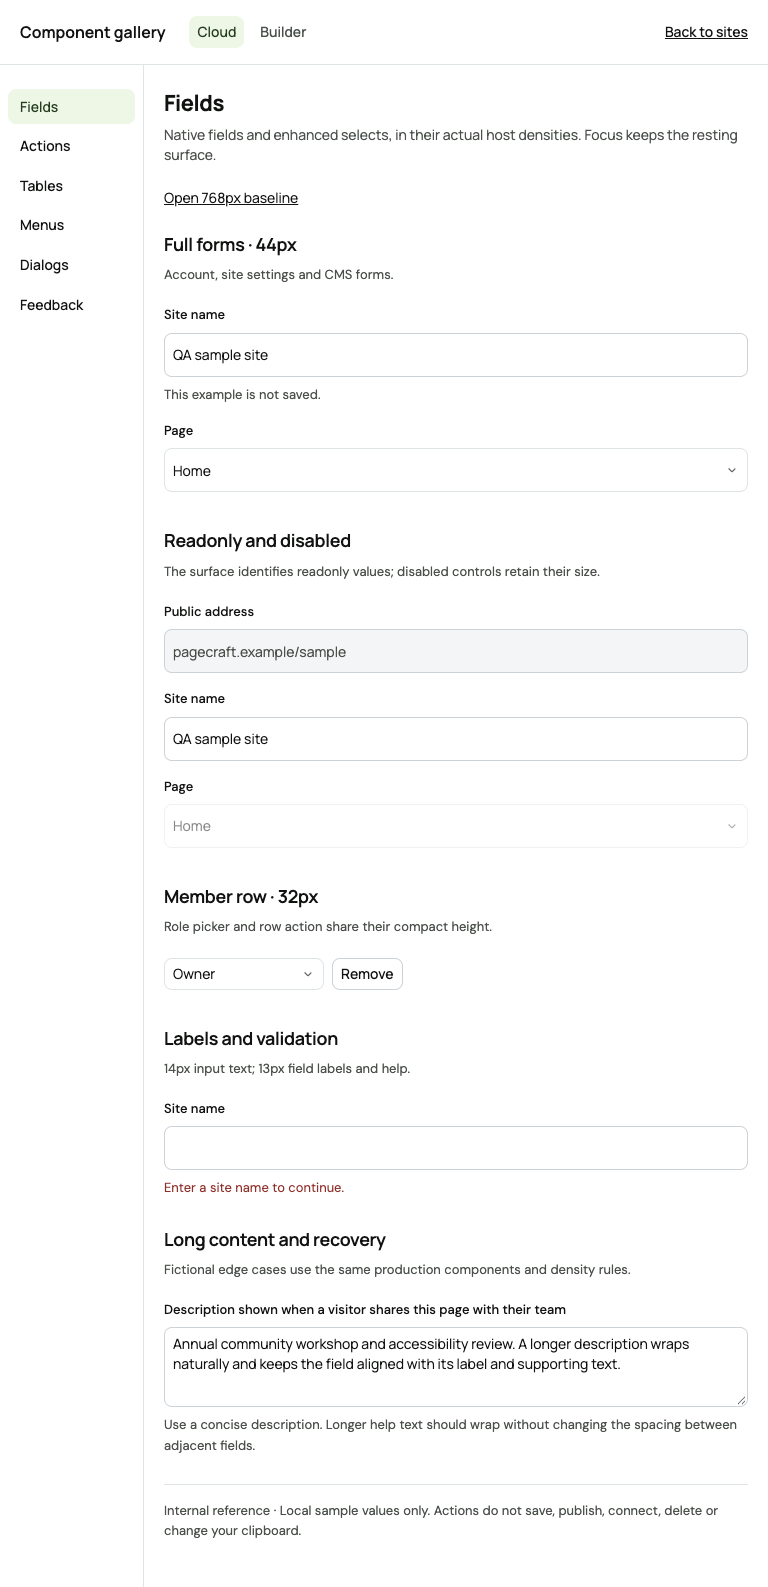 Component gallery
Cloud
Builder
Back to sites
Fields
Actions
Tables
Menus
Dialogs
Feedback
Fields
Native fields and enhanced selects, in their actual host densities. Focus keeps the resting
surface.
Open 768px baseline
Full forms · 44px
Account, site settings and CMS forms.
Site name
QA sample site
This example is not saved.
Page
Home
Readonly and disabled
The surface identifies readonly values; disabled controls retain their size.
Public address
pagecraft.example/sample
Site name
QA sample site
Page
Home
Member row · 32px
Role picker and row action share their compact height.
Owner
Remove
Labels and validation
14px input text; 13px field labels and help.
Site name
Enter a site name to continue.
Long content and recovery
Fictional edge cases use the same production components and density rules.
Description shown when a visitor shares this page with their team
Annual community workshop and accessibility review. A longer description wraps
naturally and keeps the field aligned with its label and supporting text.
Use a concise description. Longer help text should wrap without changing the spacing between
adjacent fields.
Internal reference · Local sample values only. Actions do not save, publish, connect, delete or
change your clipboard.